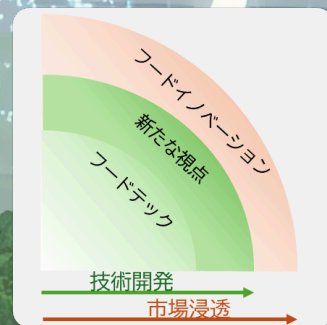 フードイノベーション
新たな視点
フードテック
技術開発
市場浸透